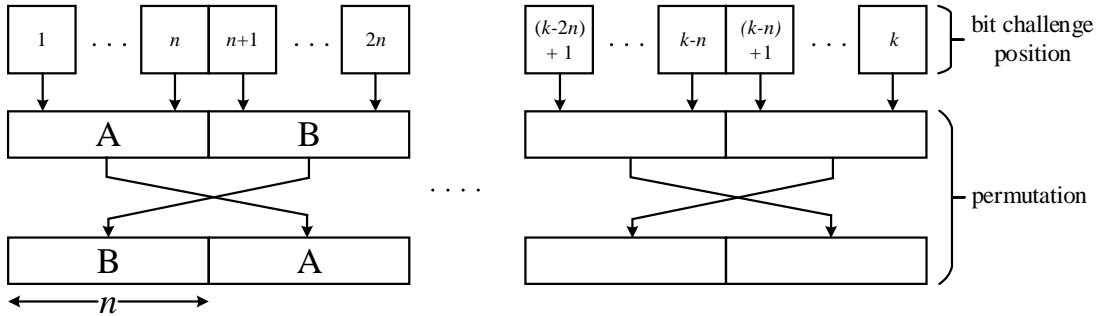 1 . . . n n+1 . . . 2n (k-2n) + 1 . . . k-n (k-n) +1 . . . k
bit challenge
position
A B
. . . .
permutation
B A
n